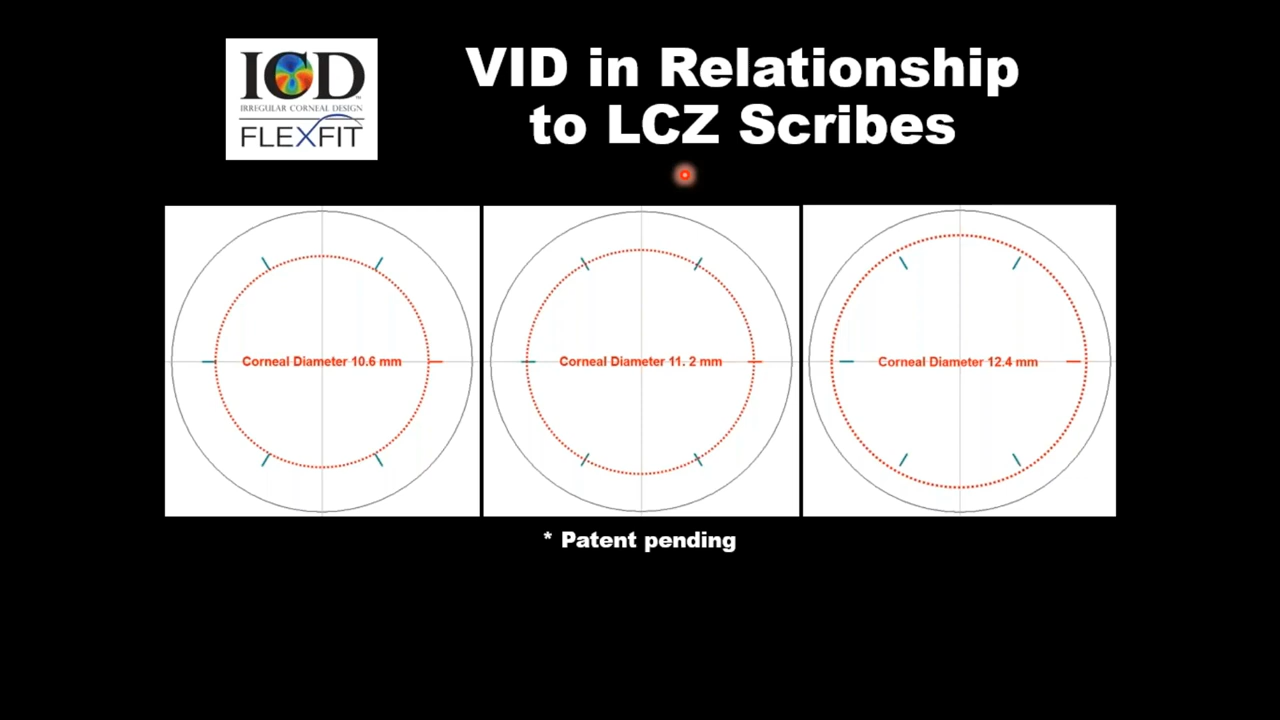 ICD
IRREGULAR CORNEAL DESIGN
FLEXFIT
VID in Relationship
to LCZ Scribes
Corneal Diameter 10.6 mm
Corneal Diameter 11. 2 mm
Corneal Diameter 12.4 mm
* Patent pending